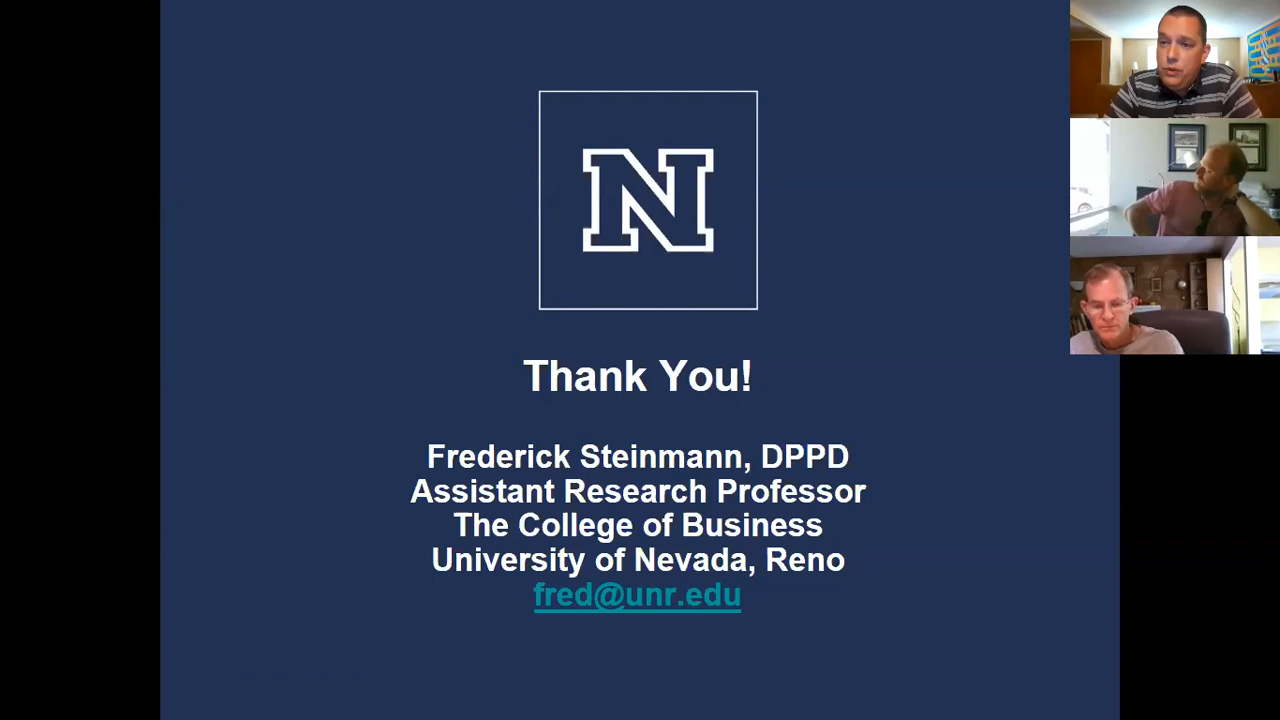 N
Thank You!
Frederick Steinmann, DPPD
Assistant Research Professor
The College of Business
University of Nevada, Reno
fred@unr.edu